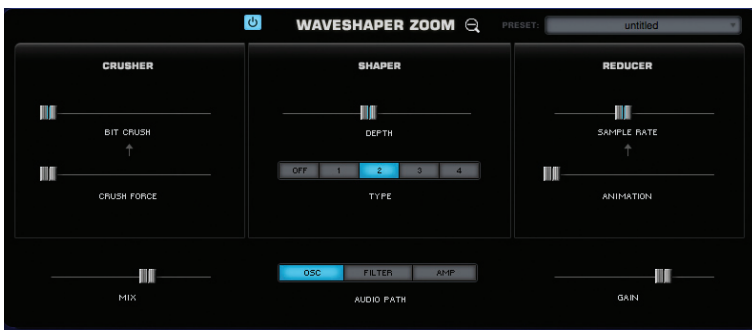 WAVESHAPER ZOOM
PRESET: untitled
CRUSHER
BIT CRUSH
CRUSH FORCE
SHAPER
DEPTH
OFF 1 2 3 4
TYPE
REDUCER
SAMPLE RATE
ANIMATION
MIX
OSC FILTER AMP
AUDIO PATH
GAIN